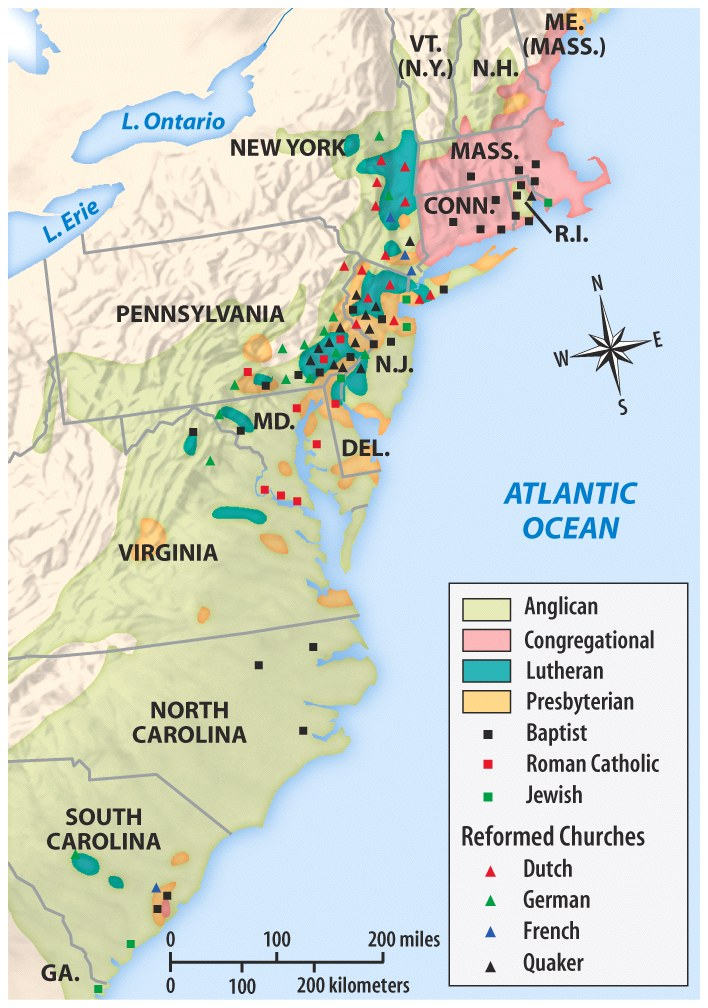 ME.
(MASS.)
VT.
(N.Y.)
N.H.
L. Ontario
NEW YORK
MASS.
L. Erie
CONN.
R.I.
PENNSYLVANIA
N.J.
N
W
E
S
MD.
DEL.
ATLANTIC
OCEAN
VIRGINIA
NORTH
CAROLINA
SOUTH
CAROLINA
GA.
Anglican
Congregational
Lutheran
Presbyterian
Baptist
Roman Catholic
Jewish
Reformed Churches
Dutch
German
French
Quaker
0 100 200 miles
0 100 200 kilometers